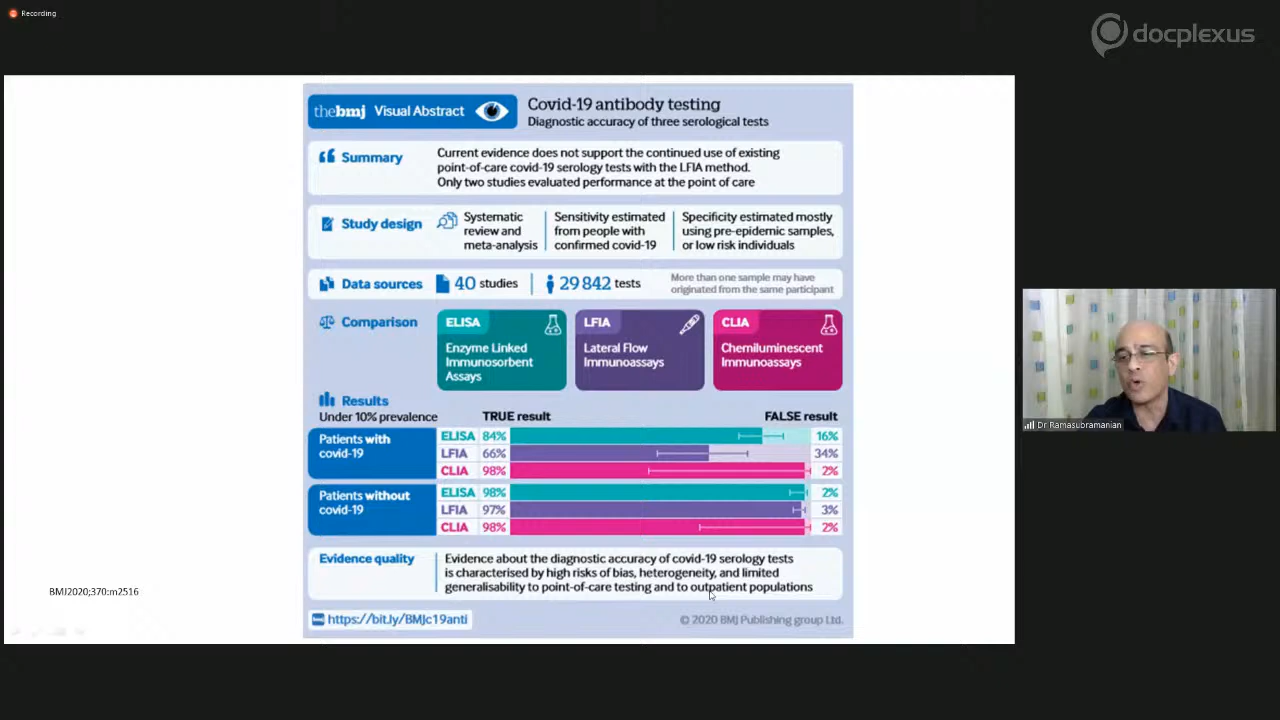 Recording
docplexus
thebmj Visual Abstract
Covid-19 antibody testing
Diagnostic accuracy of three serological tests
Summary
Current evidence does not support the continued use of existing
point-of-care covid-19 serology tests with the LFIA method.
Only two studies evaluated performance at the point of care
Study design
Systematic
review and
meta-analysis
Sensitivity estimated
from people with
confirmed covid-19
Specificity estimated mostly
using pre-epidemic samples,
or low risk individuals
Data sources
40 studies
29 842 tests
More than one sample may have
originated from the same participant
Comparison
ELISA
Enzyme Linked
Immunosorbent
Assays
LFIA
Lateral Flow
Immunoassays
CLIA
Chemiluminescent
Immunoassays
Results
Under 10% prevalence
TRUE result
FALSE result
Patients with
covid-19
ELISA 84% 16%
LFIA 66% 34%
CLIA 98% 2%
Patients without
covid-19
ELISA 98% 2%
LFIA 97% 3%
CLIA 98% 2%
Evidence quality
Evidence about the diagnostic accuracy of covid-19 serology tests
is characterised by high risks of bias, heterogeneity, and limited
generalisability to point-of-care testing and to outpatient populations
bmj https://bit.ly/BMJc19anti
© 2020 BMJ Publishing group Ltd.
BMJ2020;370:m2516
Dr Ramasubramanian